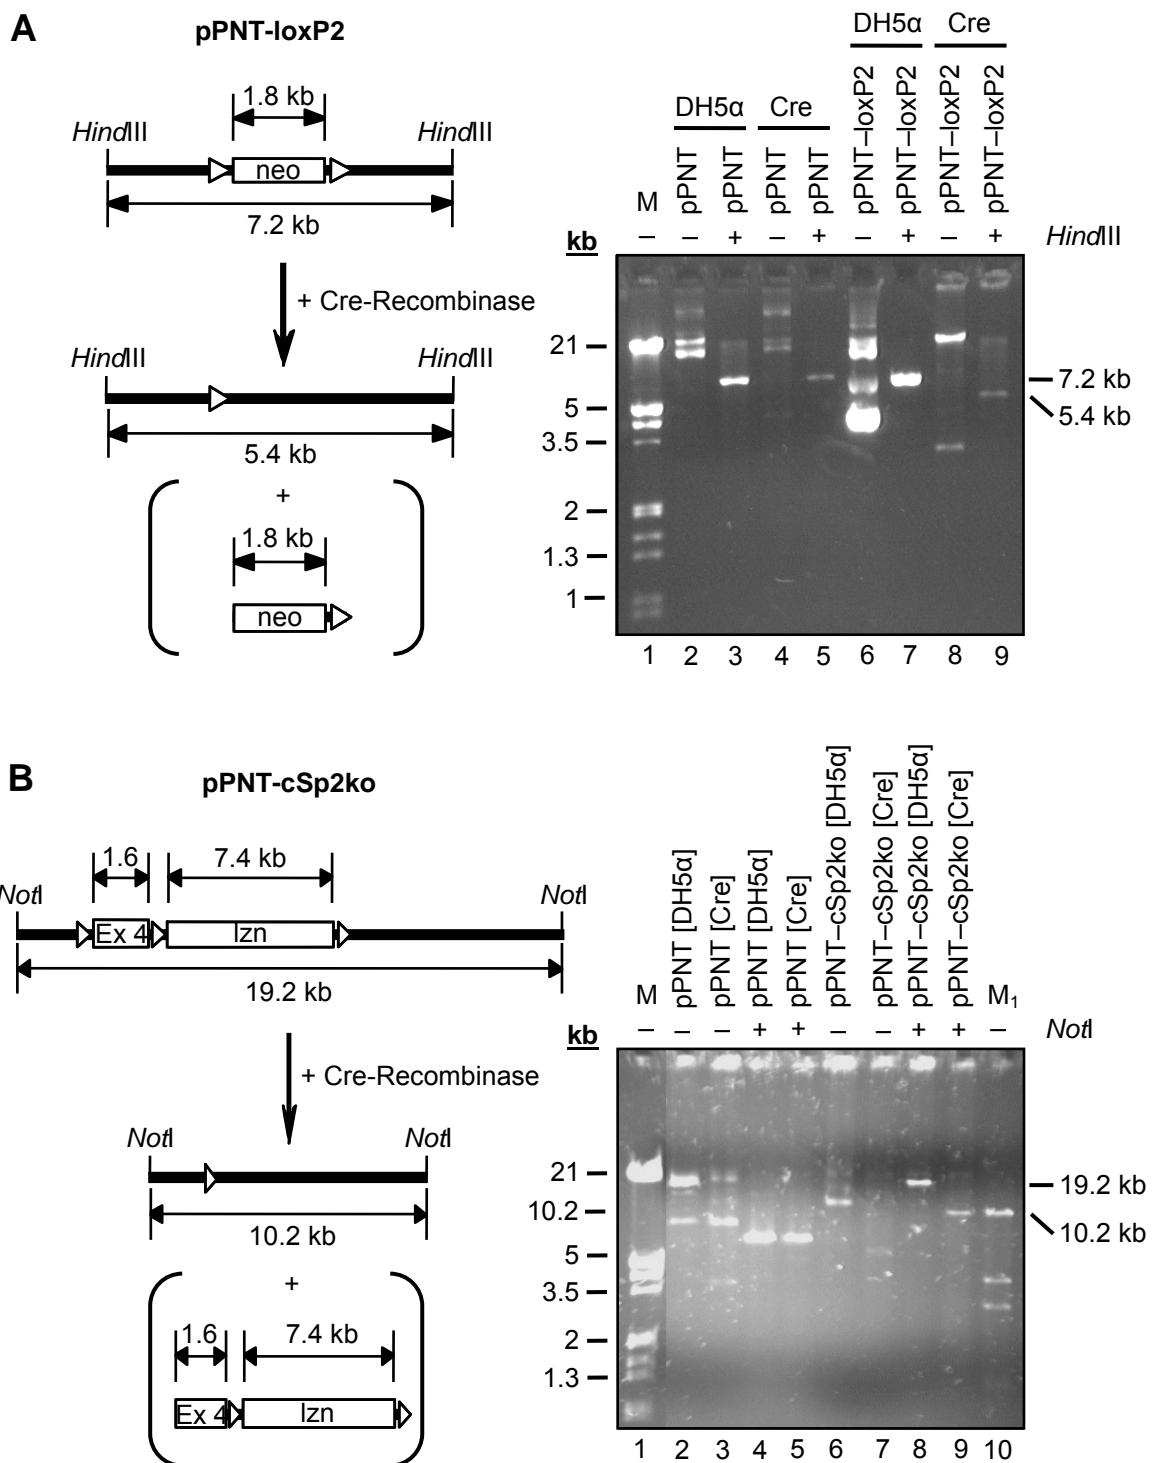 A
pPNT-loxP2
1.8 kb
HindIII HindIII
neo
7.2 kb
+ Cre-Recombinase
HindIII HindIII
5.4 kb
+
1.8 kb
neo
DH5α Cre
DH5α Cre
M pPNT pPNT pPNT pPNT pPNT–loxP2 pPNT–loxP2 pPNT–loxP2 pPNT–loxP2
kb – – + – + – + – + HindIII
21
5
3.5
2
1.3
1
7.2 kb
5.4 kb
1 2 3 4 5 6 7 8 9
B
pPNT-cSp2ko
1.6 7.4 kb
NotI NotI
Ex 4 lzn
19.2 kb
+ Cre-Recombinase
NotI NotI
10.2 kb
+
1.6 7.4 kb
Ex 4 lzn
M pPNT [DH5α] pPNT [Cre] pPNT [DH5α] pPNT [Cre] pPNT–cSp2ko [DH5α] pPNT–cSp2ko [Cre] pPNT–cSp2ko [DH5α] pPNT–cSp2ko [Cre] M1
kb – – – + + – – + + – NotI
21
10.2
5
3.5
2
1.3
19.2 kb
10.2 kb
1 2 3 4 5 6 7 8 9 10